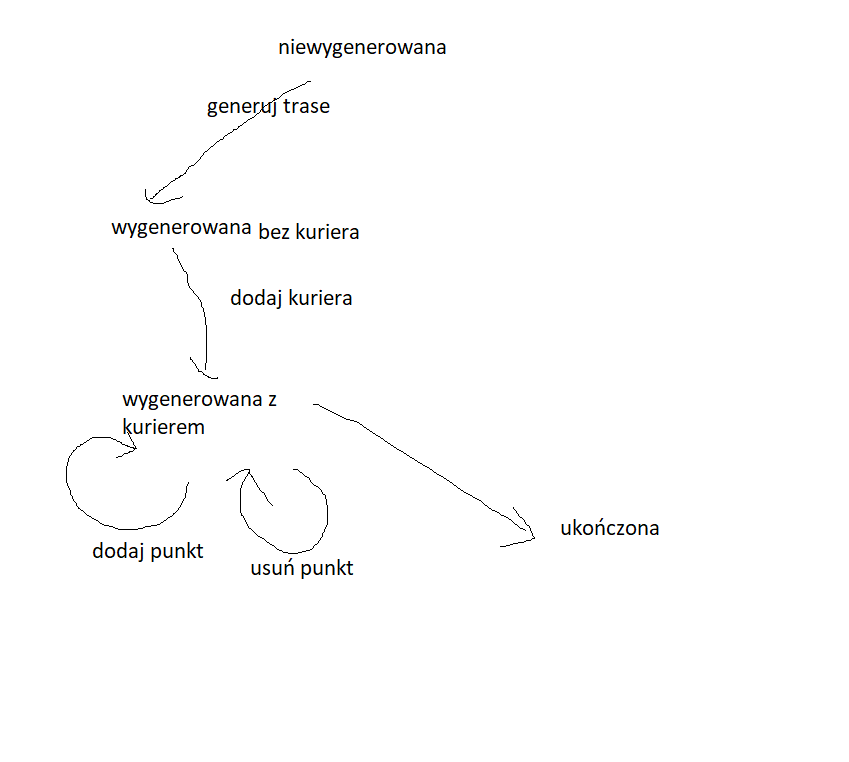 niewygenerowana
generuj trase
wygenerowana bez kuriera
dodaj kuriera
wygenerowana z
kurierem
ukończona
dodaj punkt
usuń punkt